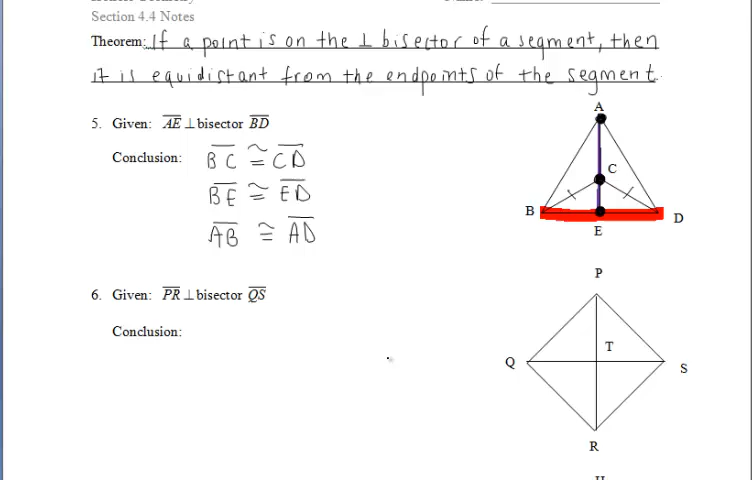 Section 4.4 Notes
Theorem: If a point is on the ⊥ bisector of a segment, then
it is equidistant from the endpoints of the segment.
5. Given: AE ⊥ bisector BD
Conclusion: BC ≅ CD
BE ≅ ED
AB ≅ AD
A
C
B
D
E
6. Given: PR ⊥ bisector QS
Conclusion:
P
T
Q
S
R